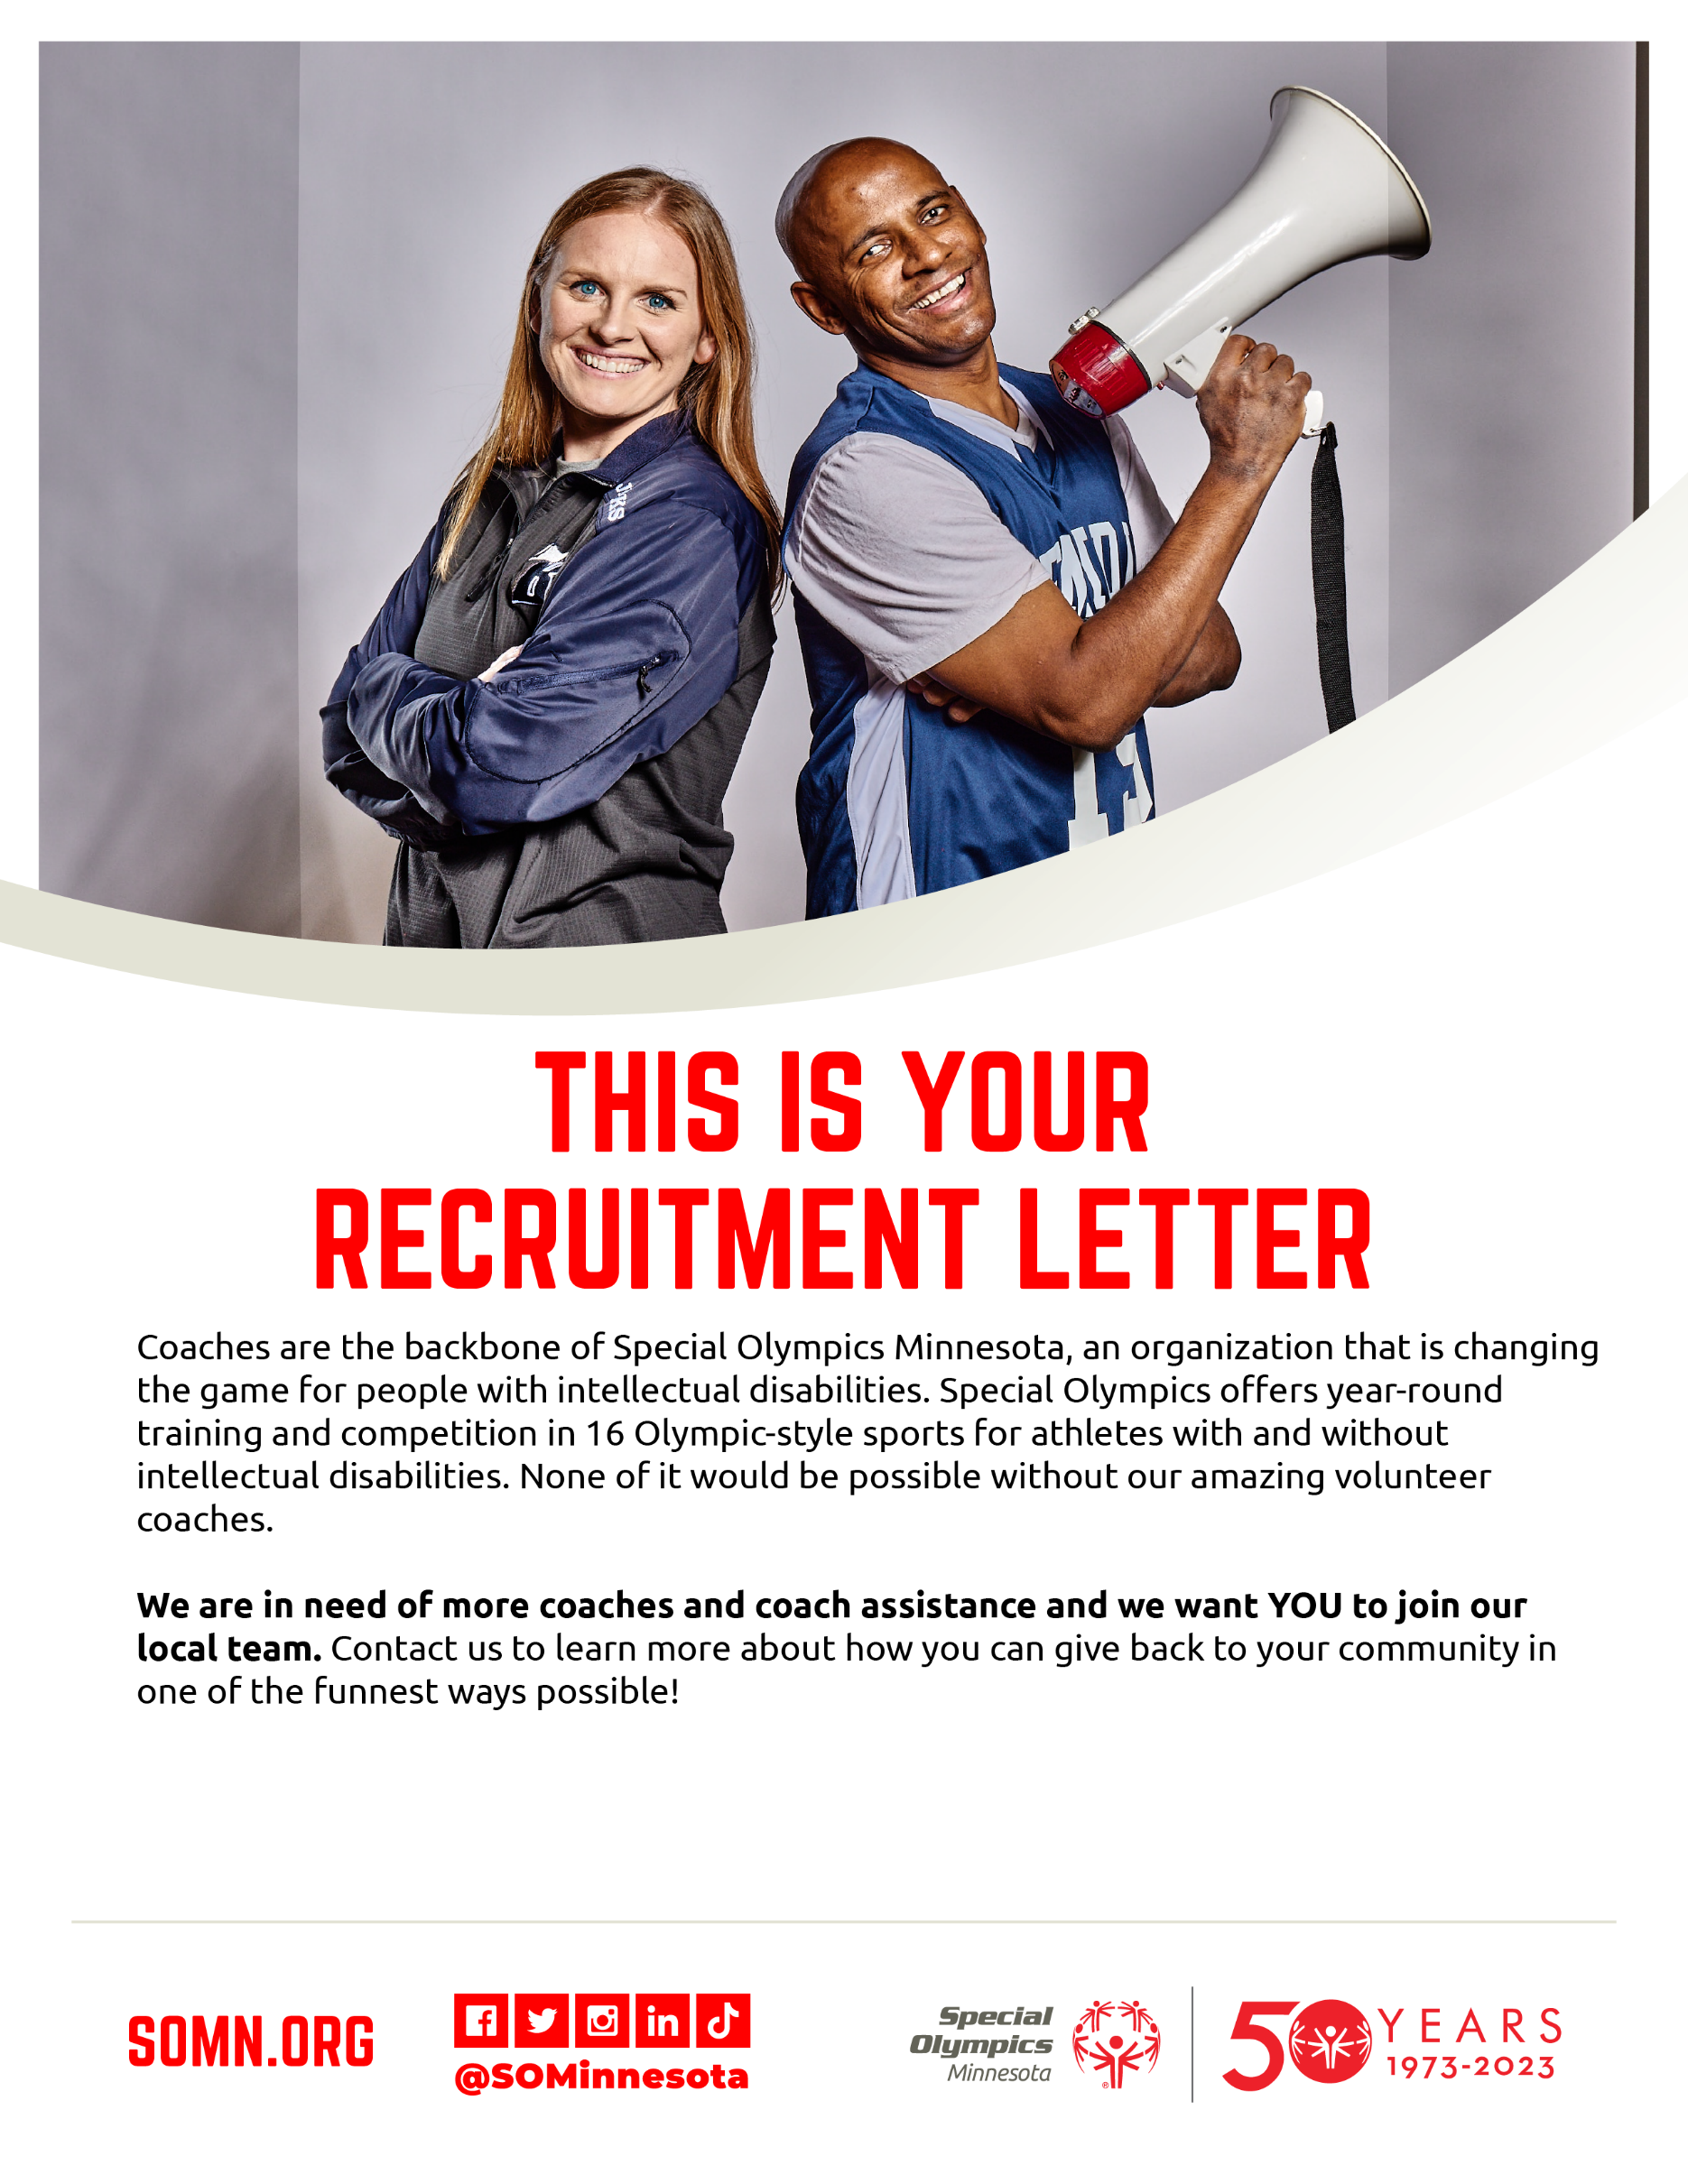 THIS IS YOUR
RECRUITMENT LETTER
Coaches are the backbone of Special Olympics Minnesota, an organization that is changing
the game for people with intellectual disabilities. Special Olympics offers year-round
training and competition in 16 Olympic-style sports for athletes with and without
intellectual disabilities. None of it would be possible without our amazing volunteer
coaches.
We are in need of more coaches and coach assistance and we want YOU to join our
local team. Contact us to learn more about how you can give back to your community in
one of the funnest ways possible!
SOMN.ORG
@SOMinnesota
Special
Olympics
Minnesota
50 YEARS
1973-2023